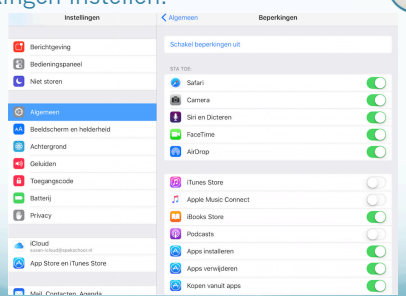 ingen instellen.
Instellingen
Algemeen
Beperkingen
Berichtgeving
Bedieningspaneel
Niet storen
Algemeen
AA
Beeldscherm en helderheid
Achtergrond
Geluiden
Toegangscode
Batterij
Privacy
iCloud
App Store en iTunes Store
Mail, Contacten, Agenda
Schakel beperkingen uit
STA TOE:
Safari
Camera
Siri en Dicteren
FaceTime
AirDrop
iTunes Store
Apple Music Connect
iBooks Store
Podcasts
Apps installeren
Apps verwijderen
Kopen vanuit apps